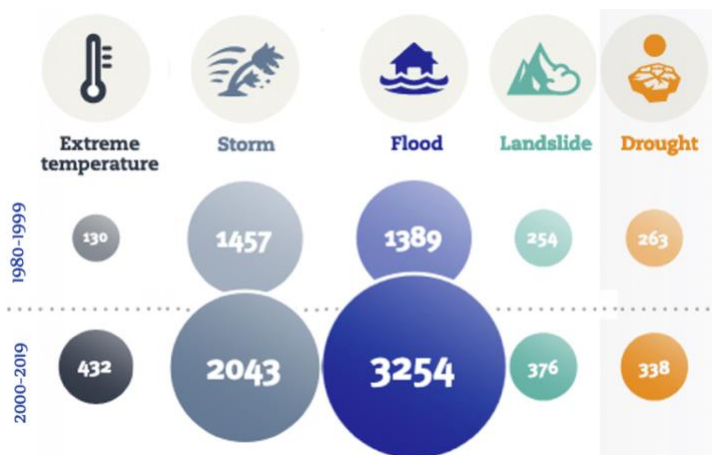 Extreme
temperature
Storm
Flood
Landslide
Drought
1980-1999
130
1457
1389
254
263
2000-2019
432
2043
3254
376
338